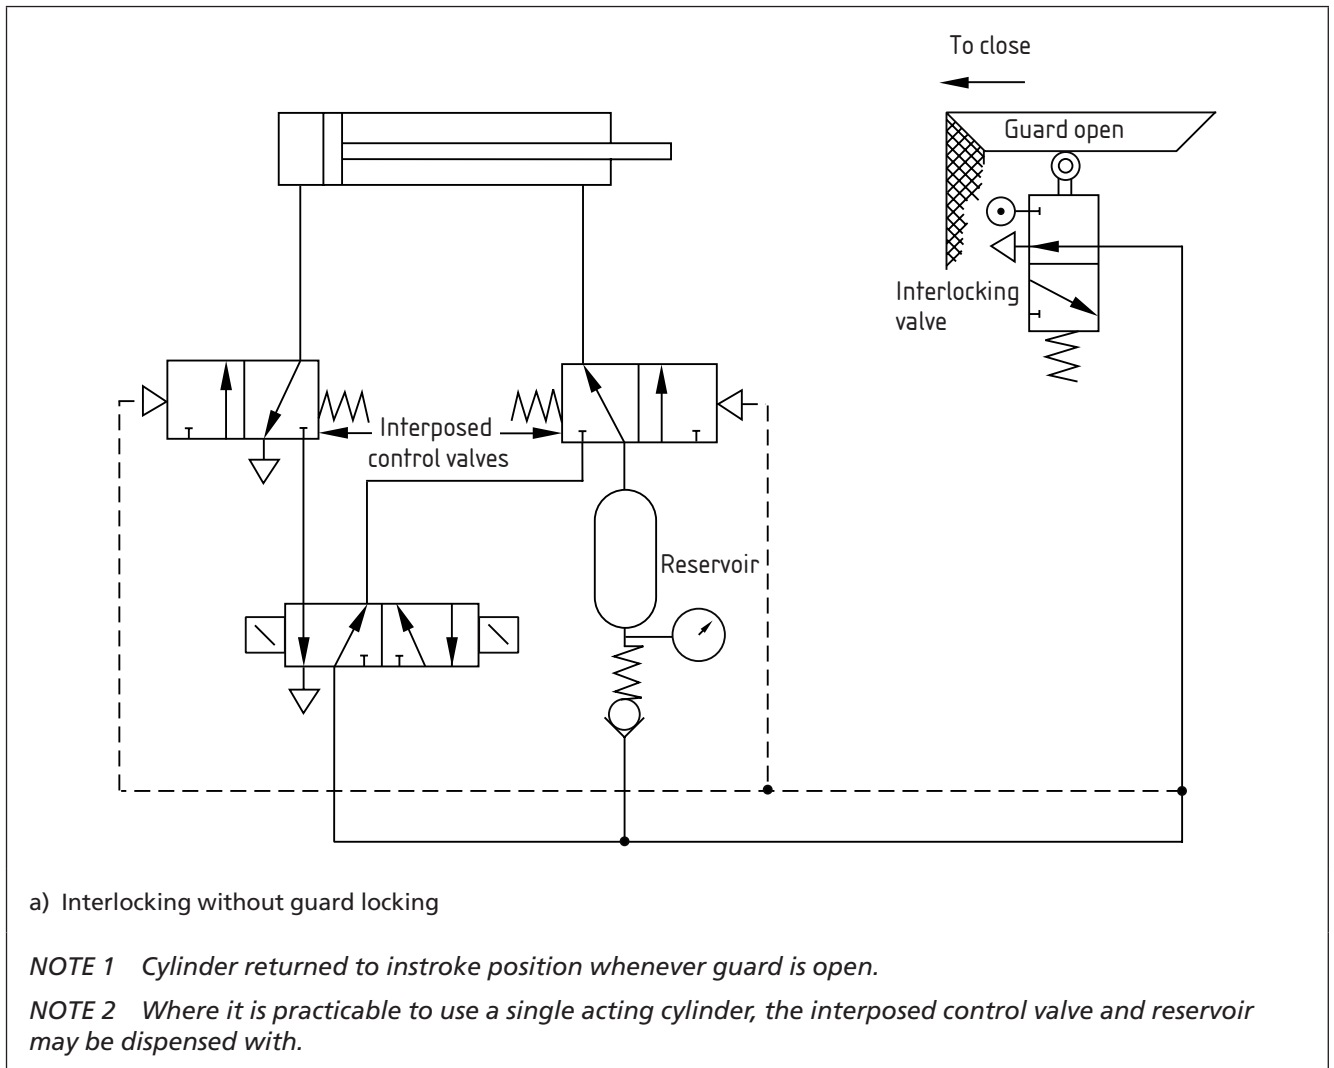 To close
Guard open
Interlocking
valve
Interposed
control valves
Reservoir
a) Interlocking without guard locking
NOTE 1 Cylinder returned to instroke position whenever guard is open.
NOTE 2 Where it is practicable to use a single acting cylinder, the interposed control valve and reservoir
may be dispensed with.